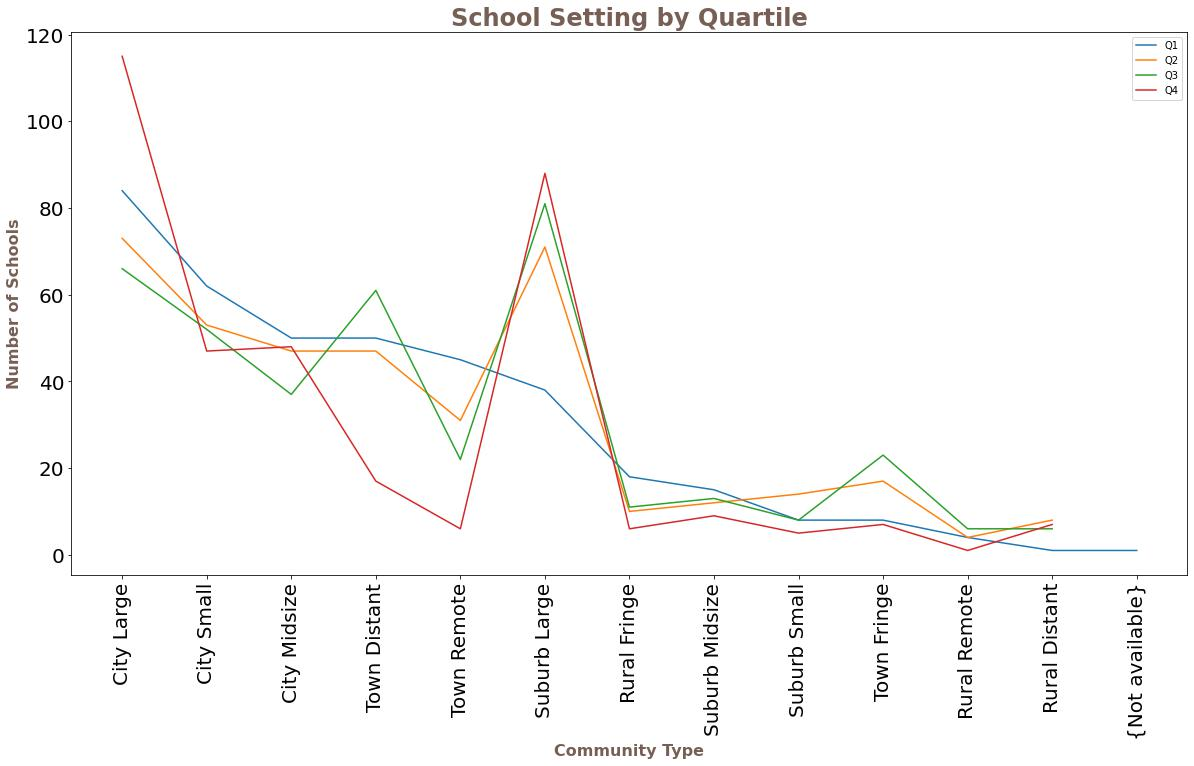 School Setting by Quartile
120
100
80
60
40
20
0
Number of Schools
Q1
Q2
Q3
Q4
City Large
City Small
City Midsize
Town Distant
Town Remote
Suburb Large
Rural Fringe
Suburb Midsize
Suburb Small
Town Fringe
Rural Remote
Rural Distant
{Not available}
Community Type